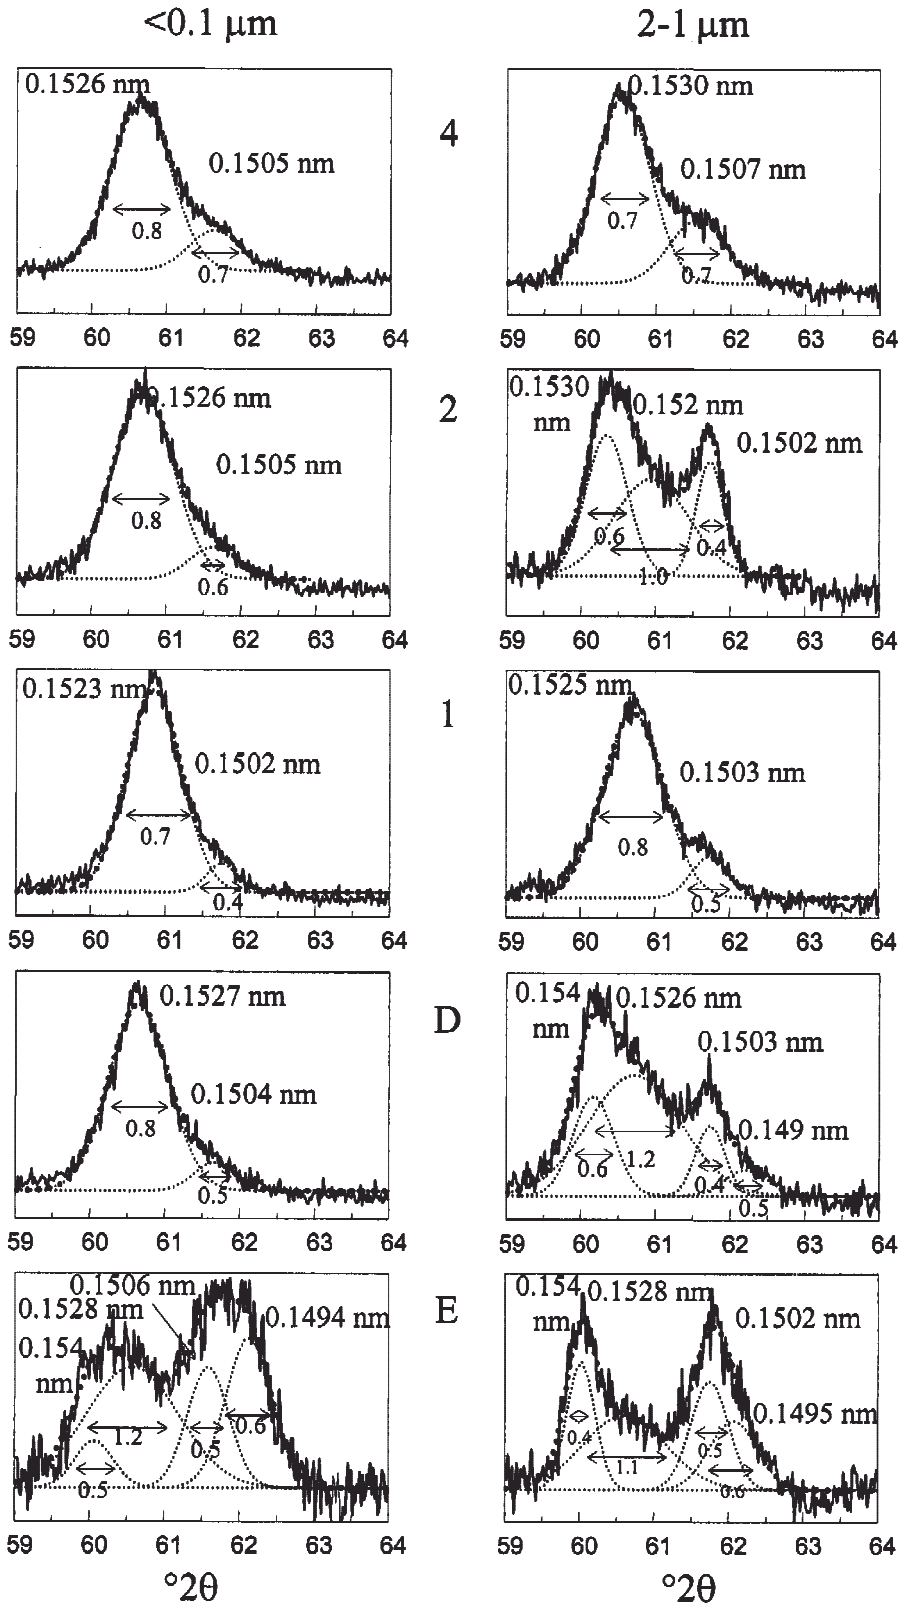 <0.1 µm 2-1 µm
0.1526 nm 0.1505 nm 0.8 0.7
4
0.1530 nm 0.1507 nm 0.7 0.7
59 60 61 62 63 64 59 60 61 62 63 64
0.1526 nm 0.1505 nm 0.8 0.6
2
0.1530 nm 0.152 nm 0.1502 nm 0.6 0.4 1.0
59 60 61 62 63 64 59 60 61 62 63 64
0.1523 nm 0.1502 nm 0.7 0.4
1
0.1525 nm 0.1503 nm 0.8 0.5
59 60 61 62 63 64 59 60 61 62 63 64
0.1527 nm 0.1504 nm 0.8 0.5
D
0.154 nm 0.1526 nm 0.1503 nm 0.149 nm 0.6 1.2 0.4 0.5
59 60 61 62 63 64 59 60 61 62 63 64
0.1506 nm 0.1528 nm 0.154 nm 0.1494 nm 1.2 0.5 0.6 0.5
E
0.154 nm 0.1528 nm 0.1502 nm 0.1495 nm 0.4 1.1 0.5 0.6
59 60 61 62 63 64 59 60 61 62 63 64
°2θ °2θ